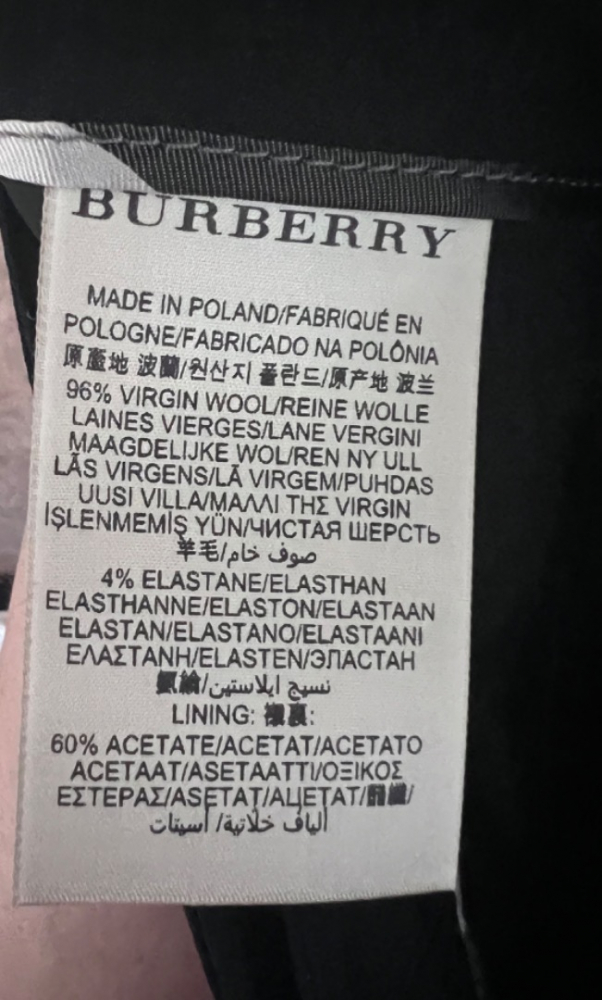 BURBERRY
MADE IN POLAND/FABRIQUÉ EN
POLOGNE/FABRICADO NA POLÔNIA
原產地 波蘭/원산지 폴란드/原产地 波兰
96% VIRGIN WOOL/REINE WOLLE
LAINES VIERGES/LANE VERGINI
MAAGDELIJKE WOL/REN NY ULL
LÃS VIRGENS/LÃ VIRGEM/PUHDAS
UUSI VILLA/ΜΑΛΛΙ ΤΗΣ VIRGIN
İŞLENMEMİŞ YÜN/ЧИСТАЯ ШЕРСТЬ
羊毛/صوف خام
4% ELASTANE/ELASTHAN
ELASTHANNE/ELASTON/ELASTAAN
ELASTAN/ELASTANO/ELASTAANI
ΕΛΑΣΤΑΝΗ/ELASTEN/ЭЛАСТАН
/نسيج ايلاستين
LINING: 襯裏:
60% ACETATE/ACETAT/ACETATO
ACETAAT/ASETAATTI/ΟΞΙΚΟΣ
ΕΣΤΕΡΑΣ/ASETAT/АЦЕТАТ/
ألياف خلاتية/ أسيتات